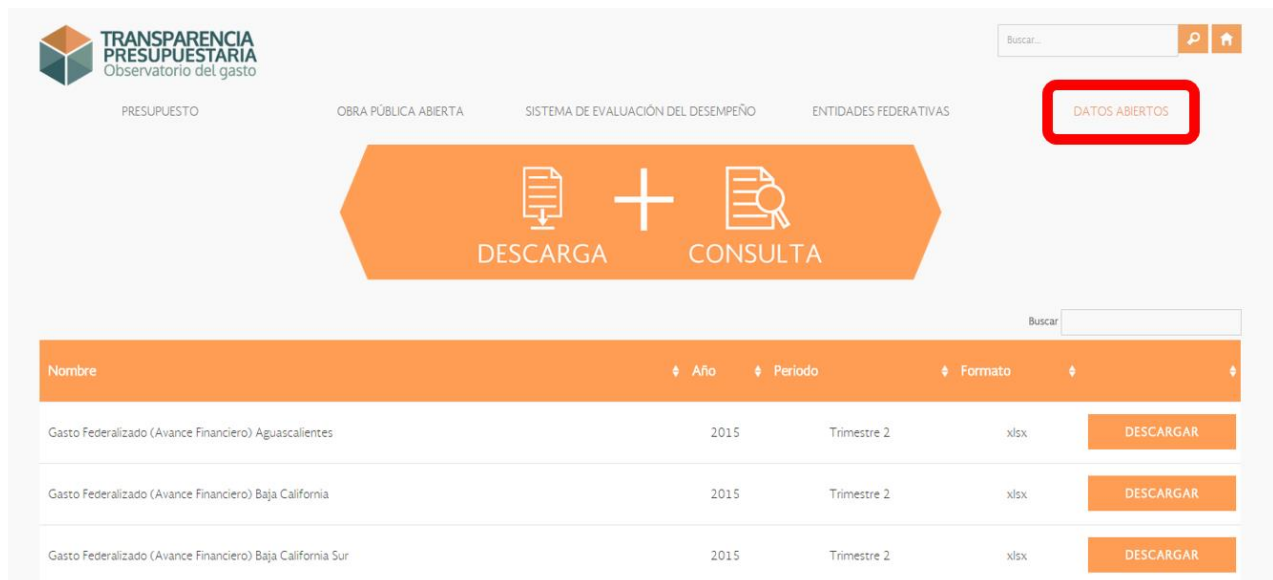 TRANSPARENCIA
PRESUPUESTARIA
Observatorio del gasto
Buscar...
PRESUPUESTO OBRA PÚBLICA ABIERTA SISTEMA DE EVALUACIÓN DEL DESEMPEÑO ENTIDADES FEDERATIVAS DATOS ABIERTOS
DESCARGA + CONSULTA
Buscar
Nombre Año Periodo Formato
Gasto Federalizado (Avance Financiero) Aguascalientes 2015 Trimestre 2 xlsx DESCARGAR
Gasto Federalizado (Avance Financiero) Baja California 2015 Trimestre 2 xlsx DESCARGAR
Gasto Federalizado (Avance Financiero) Baja California Sur 2015 Trimestre 2 xlsx DESCARGAR